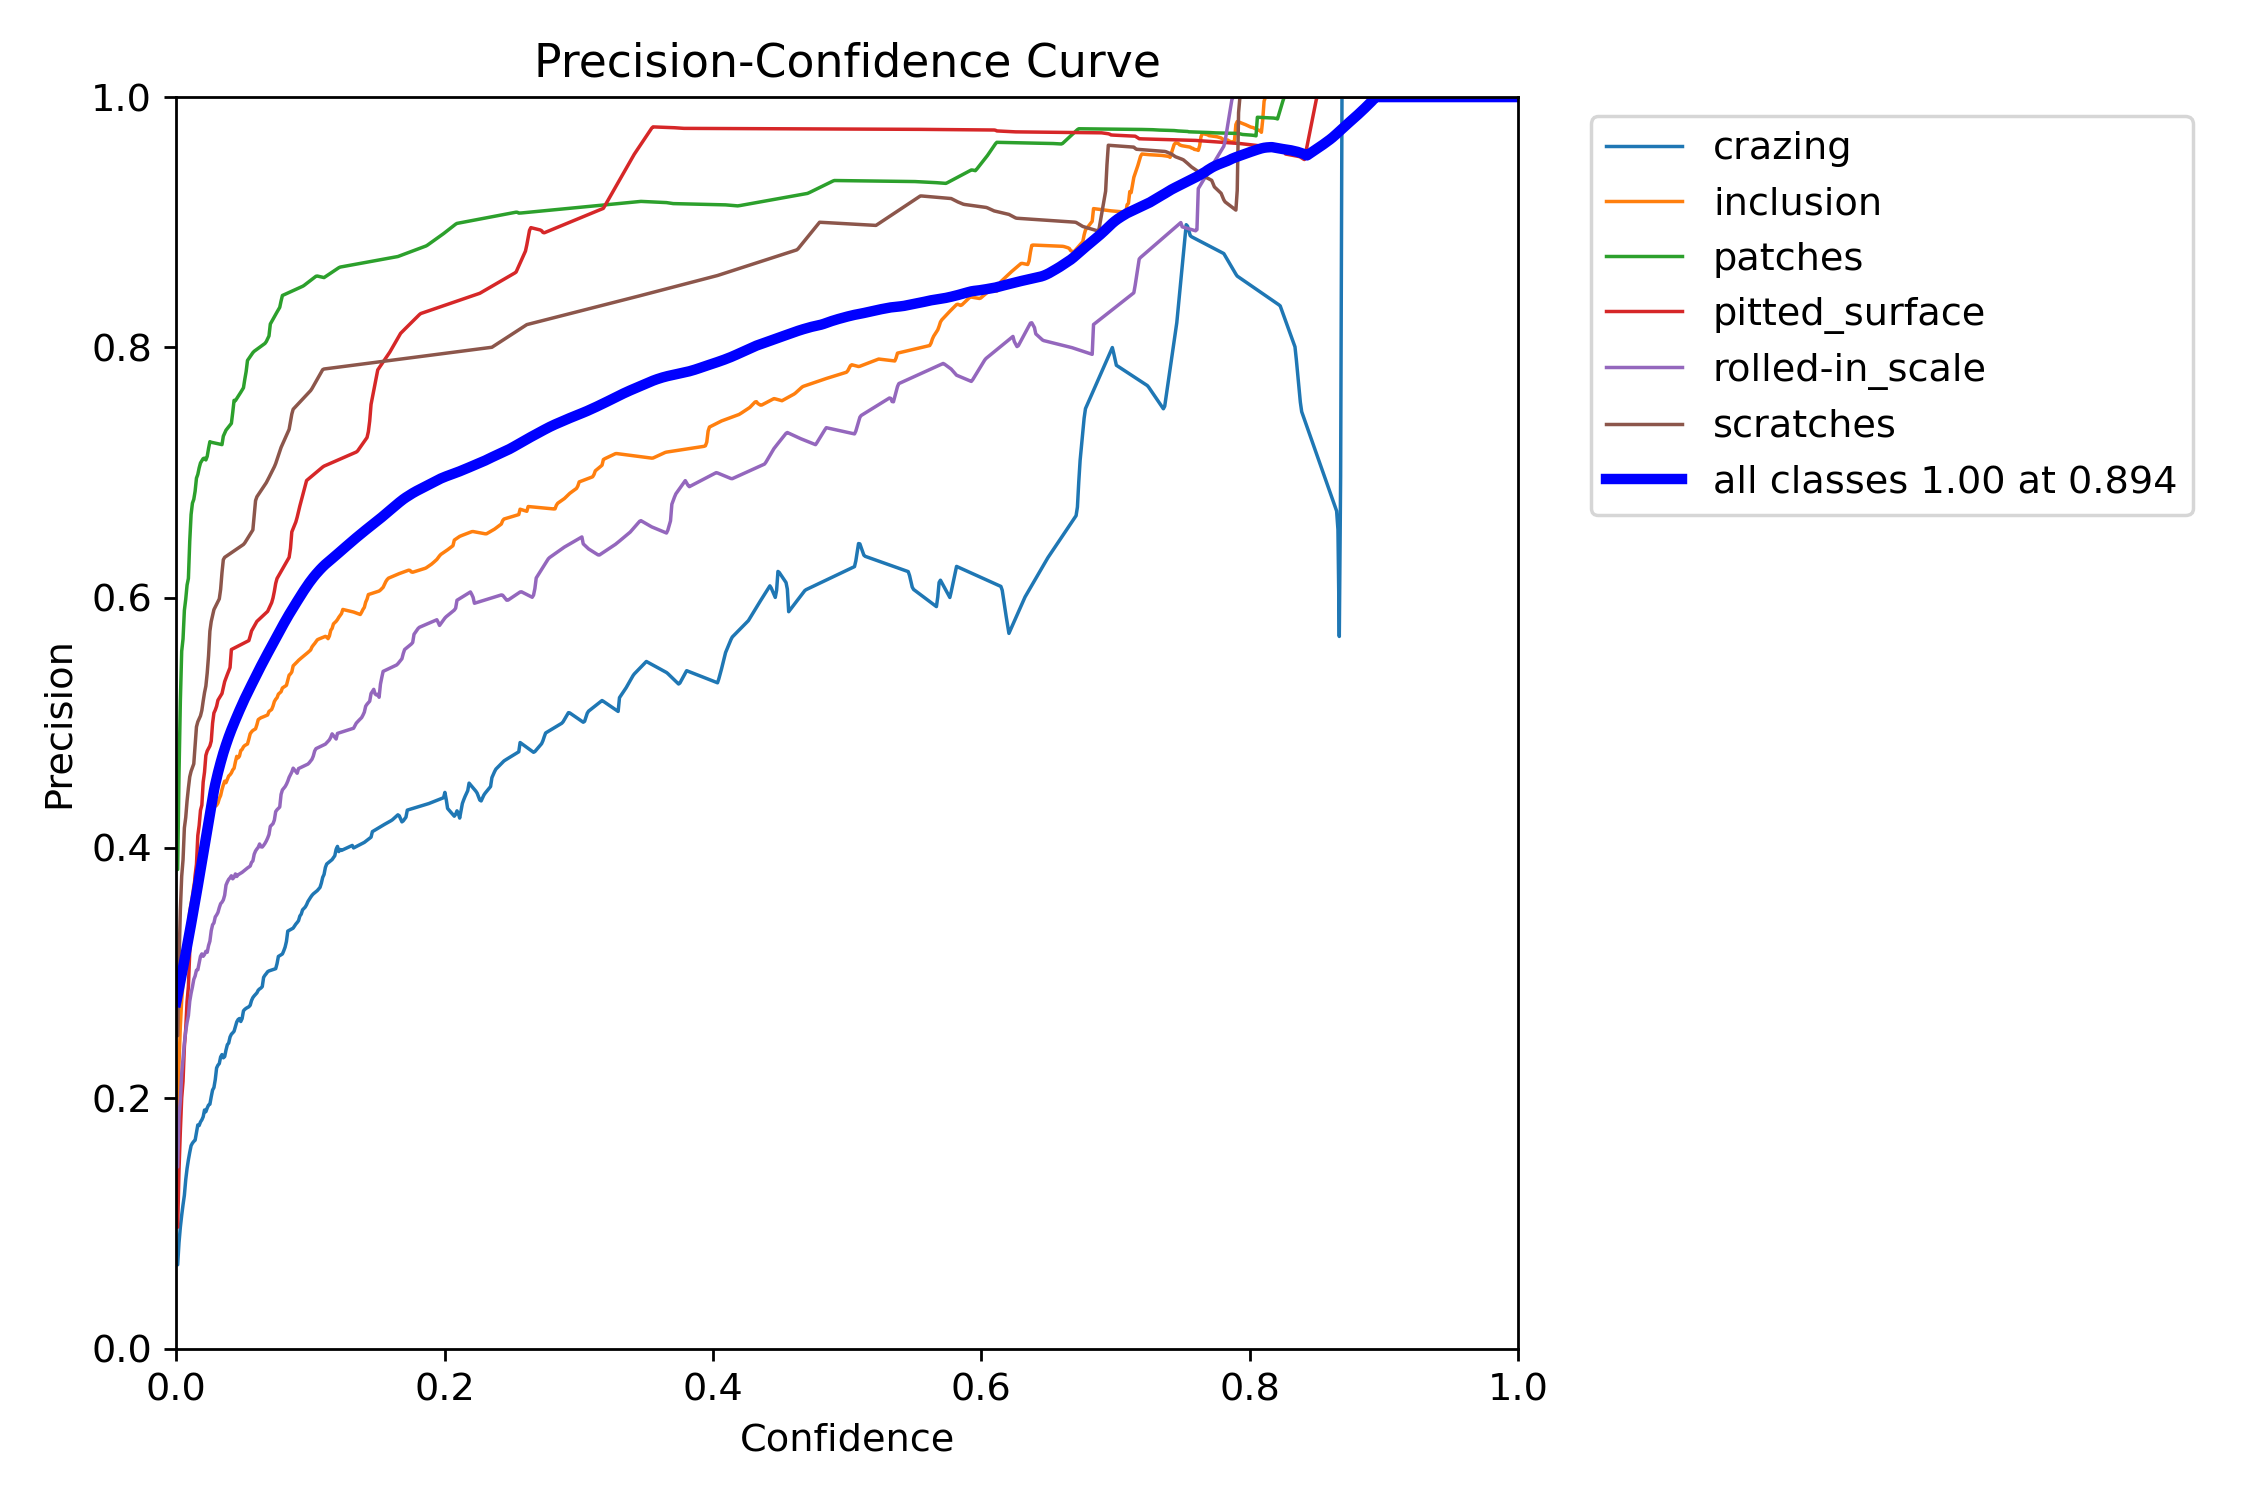 Precision-Confidence Curve
1.0
0.8
0.6
0.4
0.2
0.0
Precision
0.0 0.2 0.4 0.6 0.8 1.0
Confidence
crazing
inclusion
patches
pitted_surface
rolled-in_scale
scratches
all classes 1.00 at 0.894